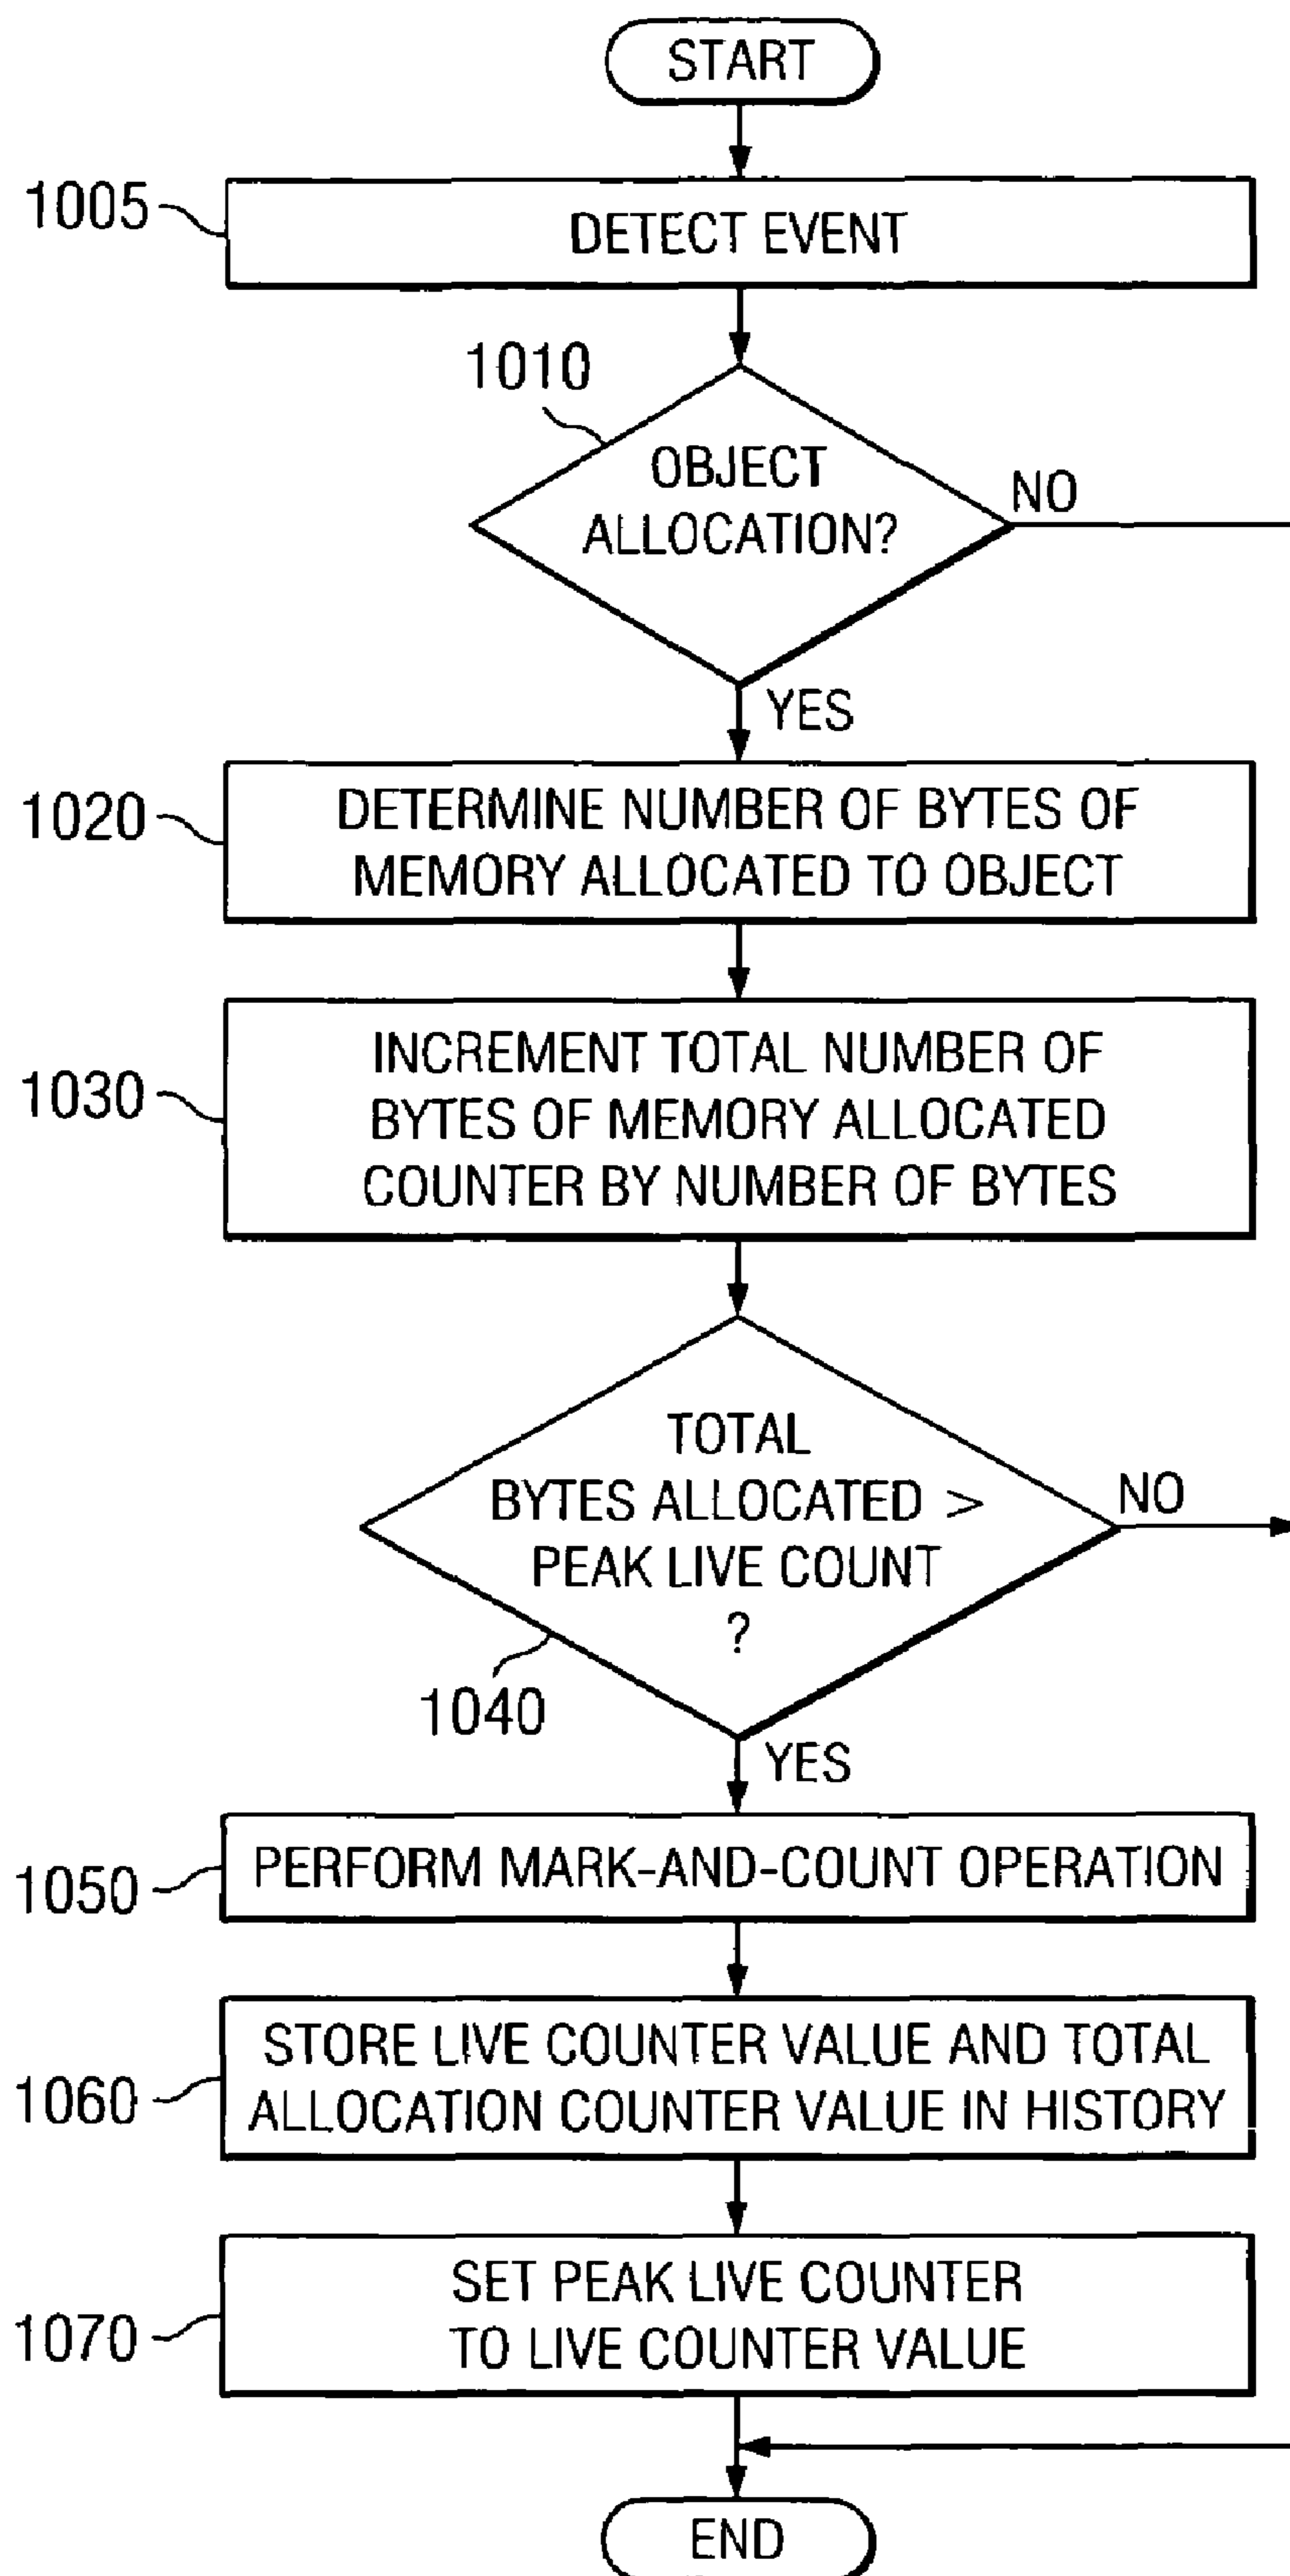 START
1005
DETECT EVENT
1010
OBJECT
ALLOCATION?
NO
YES
1020
DETERMINE NUMBER OF BYTES OF
MEMORY ALLOCATED TO OBJECT
1030
INCREMENT TOTAL NUMBER OF
BYTES OF MEMORY ALLOCATED
COUNTER BY NUMBER OF BYTES
TOTAL
BYTES ALLOCATED >
PEAK LIVE COUNT
?
NO
1040
YES
1050
PERFORM MARK-AND-COUNT OPERATION
1060
STORE LIVE COUNTER VALUE AND TOTAL
ALLOCATION COUNTER VALUE IN HISTORY
1070
SET PEAK LIVE COUNTER
TO LIVE COUNTER VALUE
END